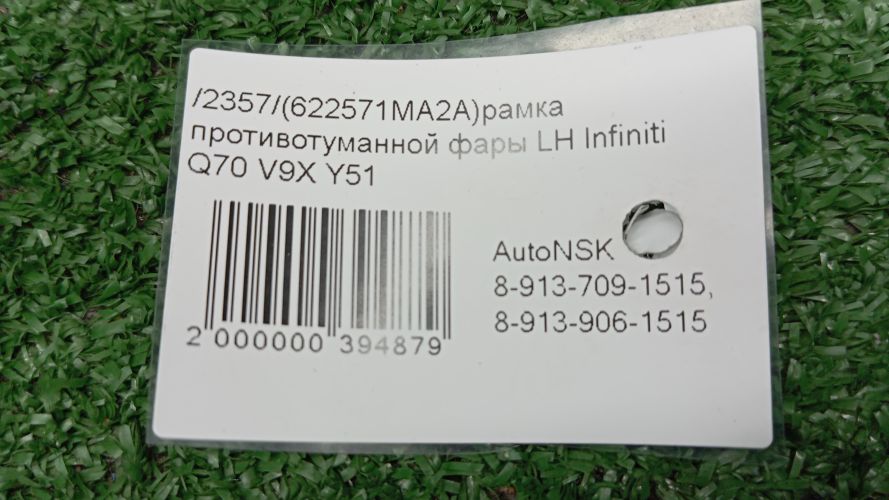 /2357/(622571MA2A)рамка
противотуманной фары LH Infiniti
Q70 V9X Y51
AutoNSK
8-913-709-1515,
8-913-906-1515
2 000000 394879